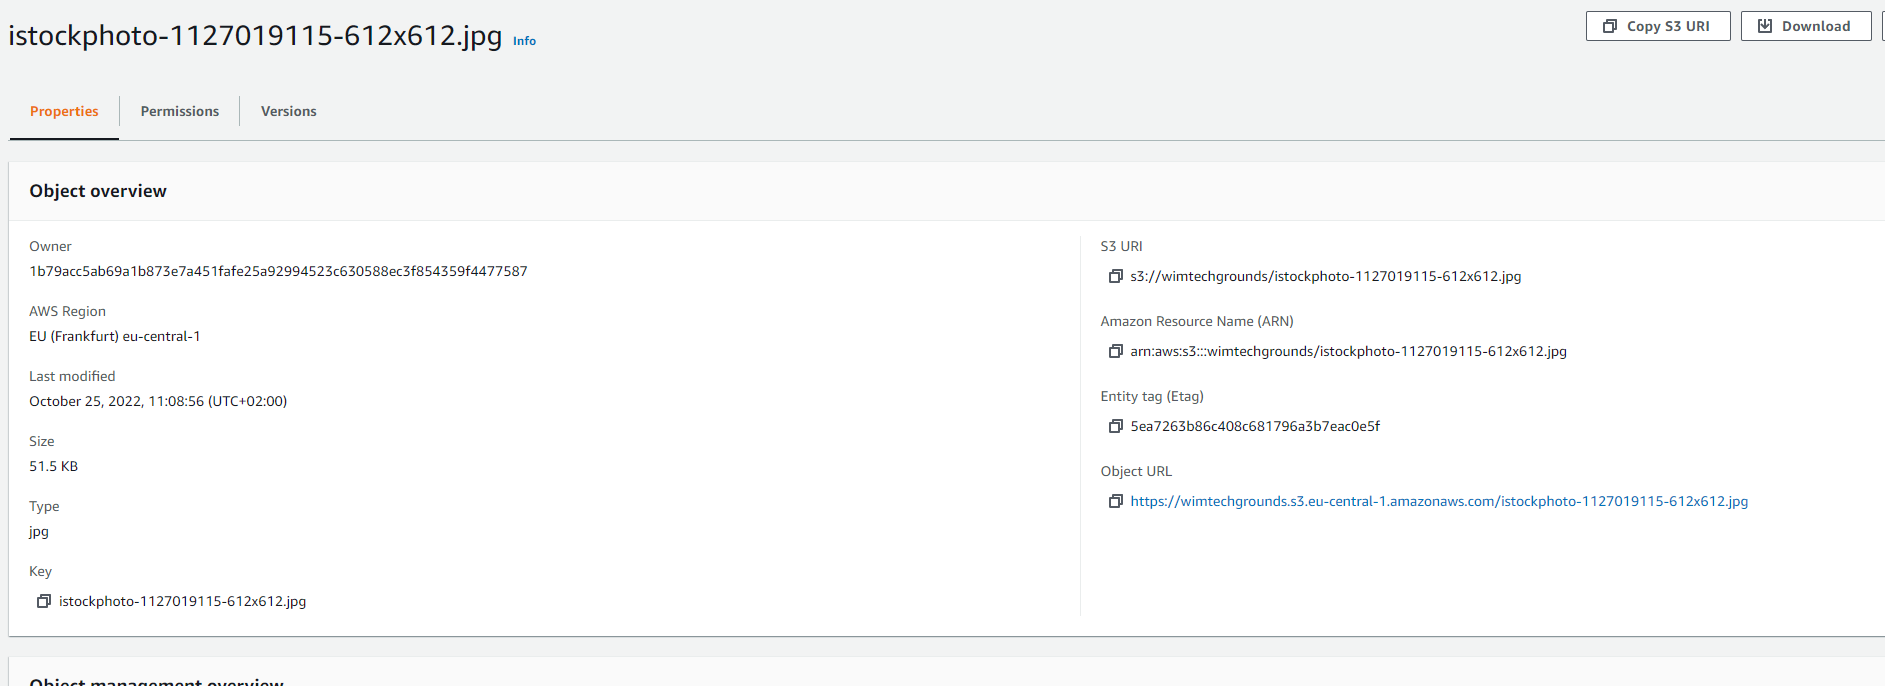 istockphoto-1127019115-612x612.jpg Info
Copy S3 URI
Download
Properties
Permissions
Versions
Object overview
Owner
1b79acc5ab69a1b873e7a451fafe25a92994523c630588ec3f854359f4477587
AWS Region
EU (Frankfurt) eu-central-1
Last modified
October 25, 2022, 11:08:56 (UTC+02:00)
Size
51.5 KB
Type
jpg
Key
istockphoto-1127019115-612x612.jpg
S3 URI
s3://wimtechgrounds/istockphoto-1127019115-612x612.jpg
Amazon Resource Name (ARN)
arn:aws:s3:::wimtechgrounds/istockphoto-1127019115-612x612.jpg
Entity tag (Etag)
5ea7263b86c408c681796a3b7eac0e5f
Object URL
https://wimtechgrounds.s3.eu-central-1.amazonaws.com/istockphoto-1127019115-612x612.jpg
Object management overview